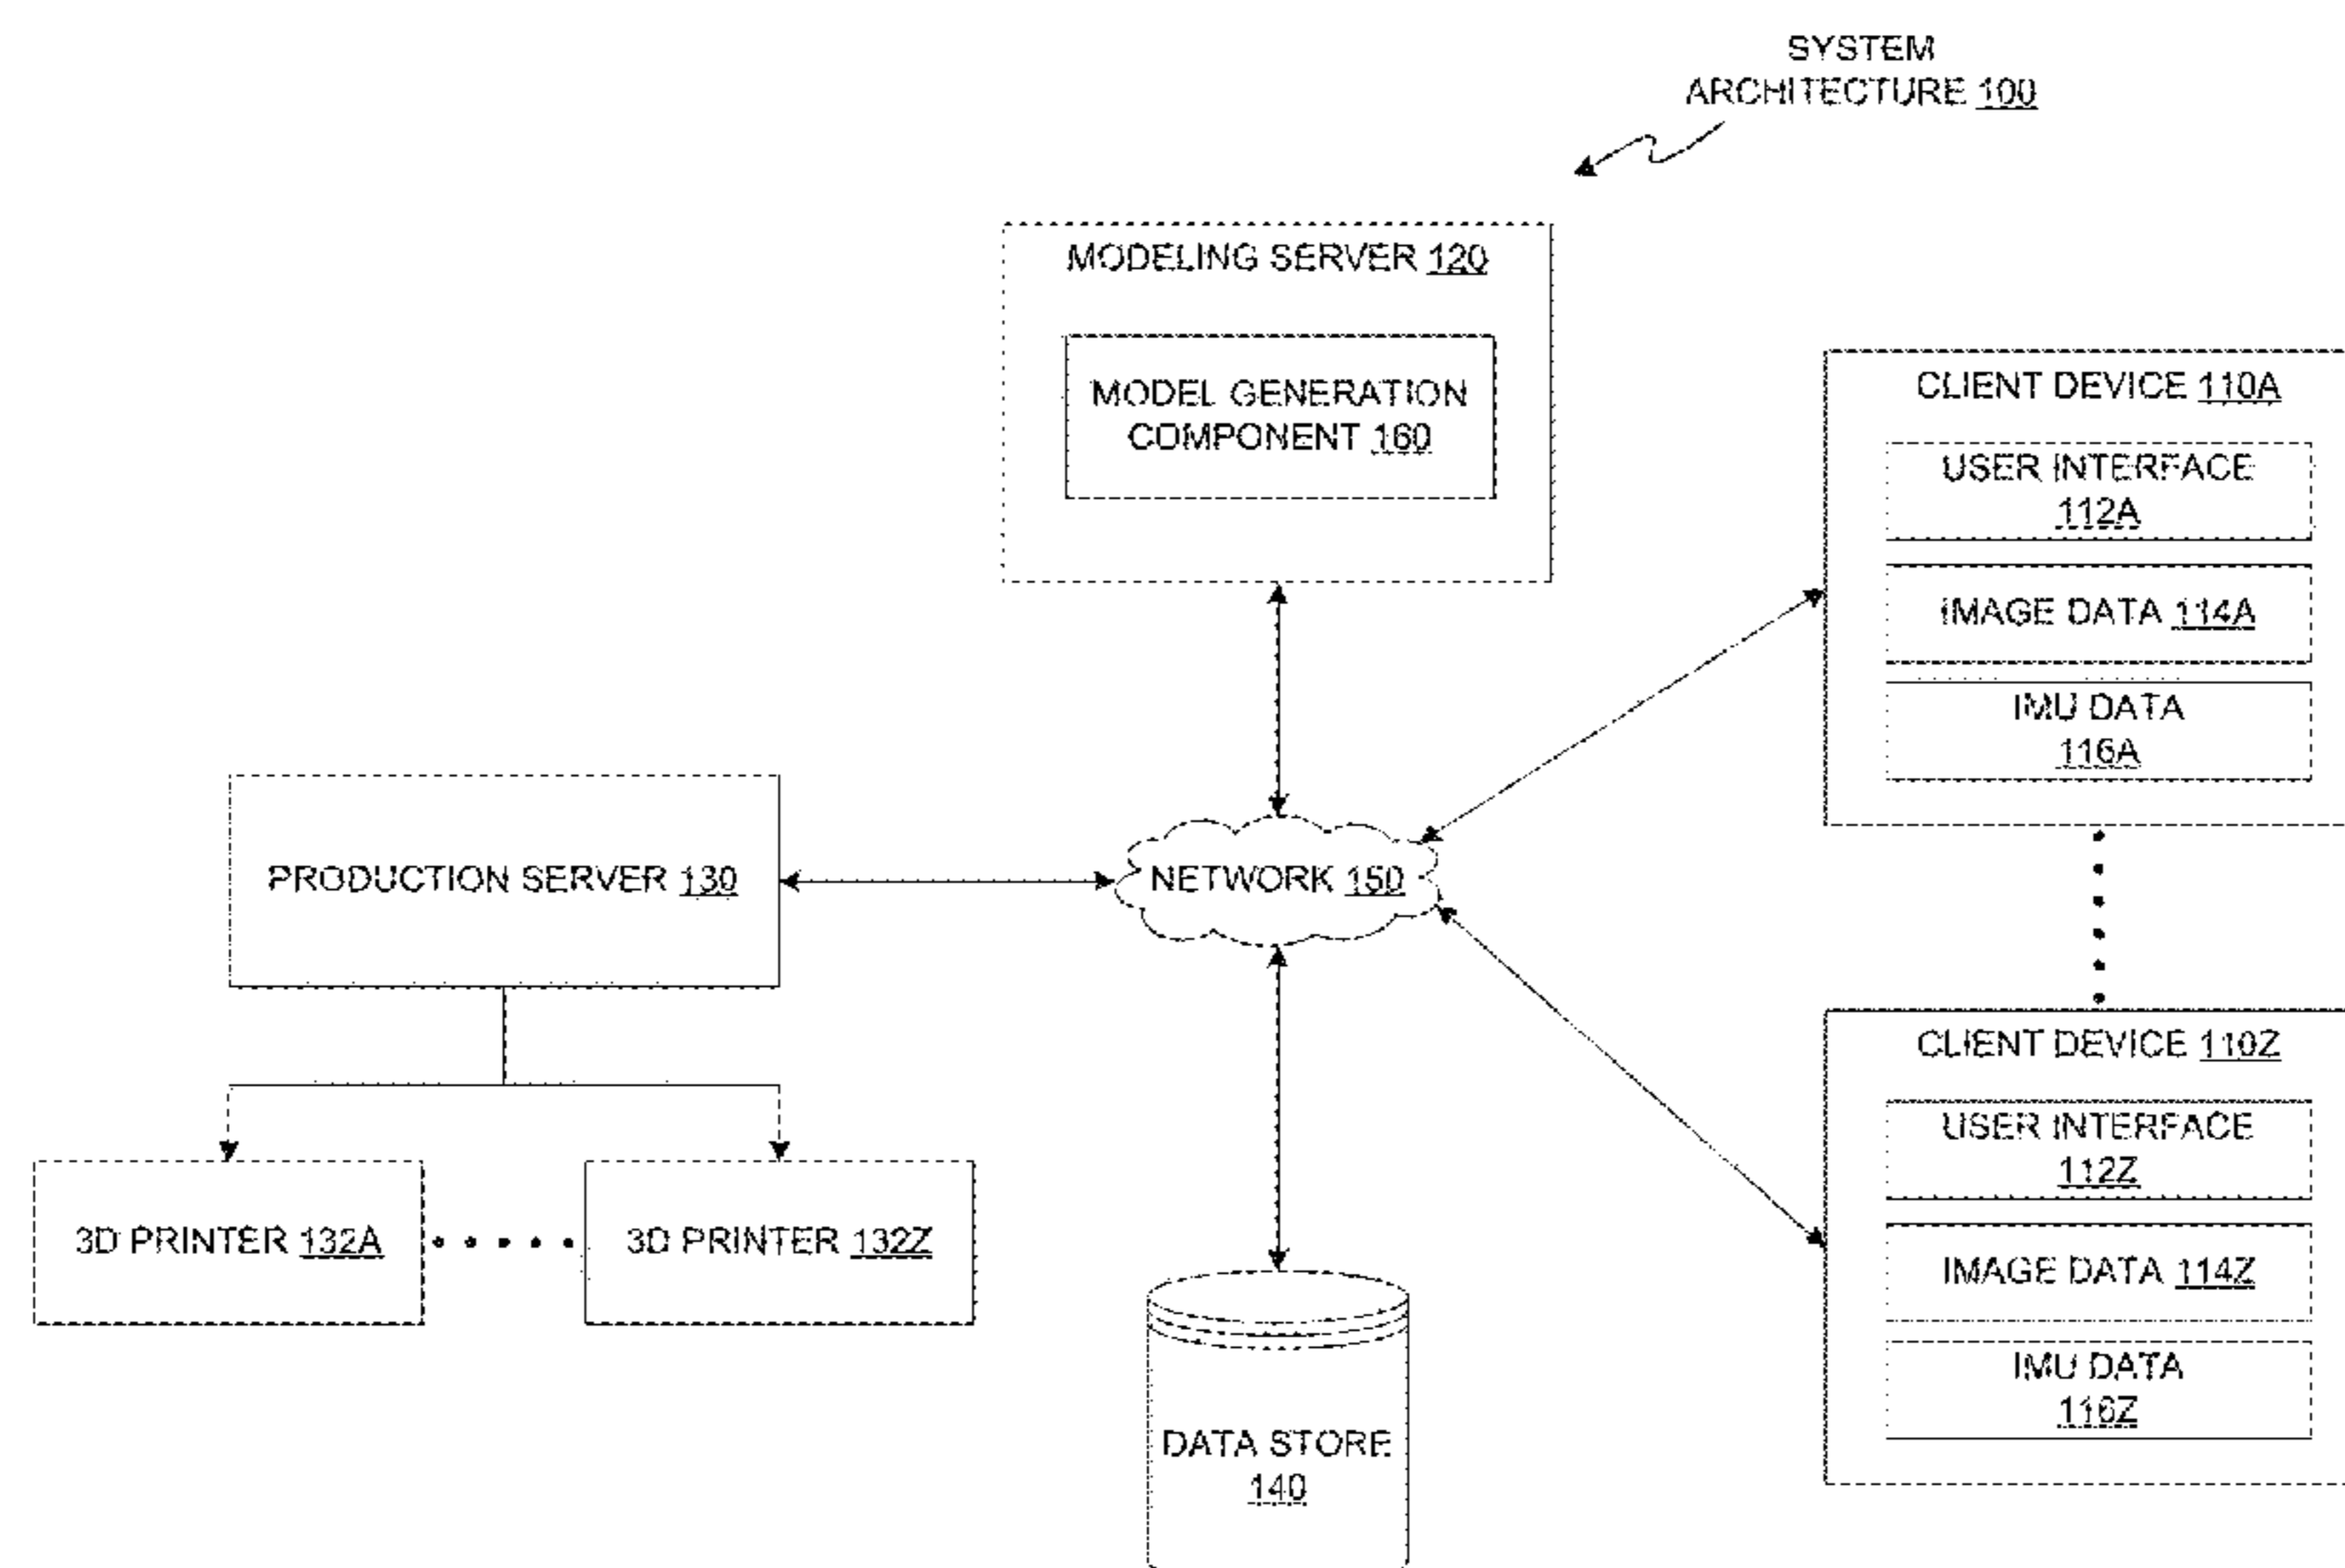 SYSTEM
ARCHITECTURE 100
MODELING SERVER 120
MODEL GENERATION
COMPONENT 160
CLIENT DEVICE 110A
USER INTERFACE
112A
IMAGE DATA 114A
IMU DATA
116A
PRODUCTION SERVER 130
NETWORK 150
CLIENT DEVICE 110Z
USER INTERFACE
112Z
IMAGE DATA 114Z
IMU DATA
116Z
3D PRINTER 132A
3D PRINTER 132Z
DATA STORE
140